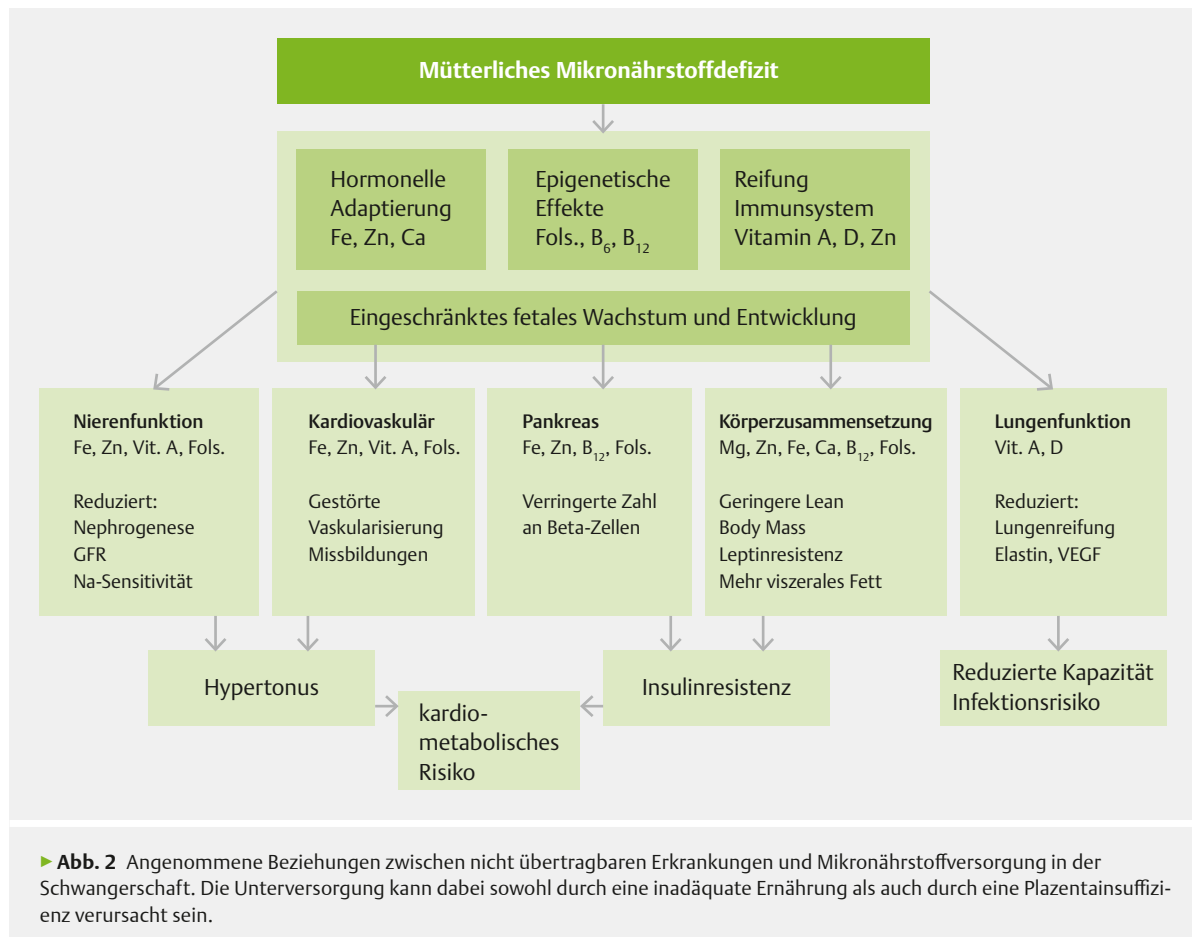 Mütterliches Mikronährstoffdefizit
Hormonelle
Adaptierung
Fe, Zn, Ca
Epigenetische
Effekte
Fols., B₆, B₁₂
Reifung
Immunsystem
Vitamin A, D, Zn
Eingeschränktes fetales Wachstum und Entwicklung
Nierenfunktion
Fe, Zn, Vit. A, Fols.
Reduziert:
Nephrogenese
GFR
Na-Sensitivität
Kardiovaskulär
Fe, Zn, Vit. A, Fols.
Gestörte
Vaskularisierung
Missbildungen
Pankreas
Fe, Zn, B₁₂, Fols.
Verringerte Zahl
an Beta-Zellen
Körperzusammensetzung
Mg, Zn, Fe, Ca, B₁₂, Fols.
Geringere Lean
Body Mass
Leptinresistenz
Mehr viszerales Fett
Lungenfunktion
Vit. A, D
Reduziert:
Lungenreifung
Elastin, VEGF
Hypertonus
kardio-
metabolisches
Risiko
Insulinresistenz
Reduzierte Kapazität
Infektionsrisiko
▶ Abb. 2 Angenommene Beziehungen zwischen nicht übertragbaren Erkrankungen und Mikronährstoffversorgung in der
Schwangerschaft. Die Unterversorgung kann dabei sowohl durch eine inadäquate Ernährung als auch durch eine Plazentainsuffizi-
enz verursacht sein.